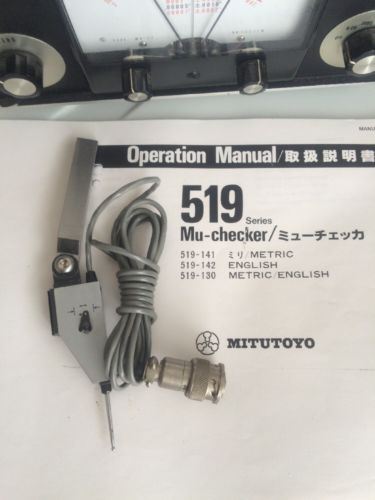 MANU
Operation Manual/取扱説明書
519 Series
Mu-checker/ミューチェッカ
519-141 ミリ/METRIC
519-142 ENGLISH
519-130 METRIC/ENGLISH
MITUTOYO